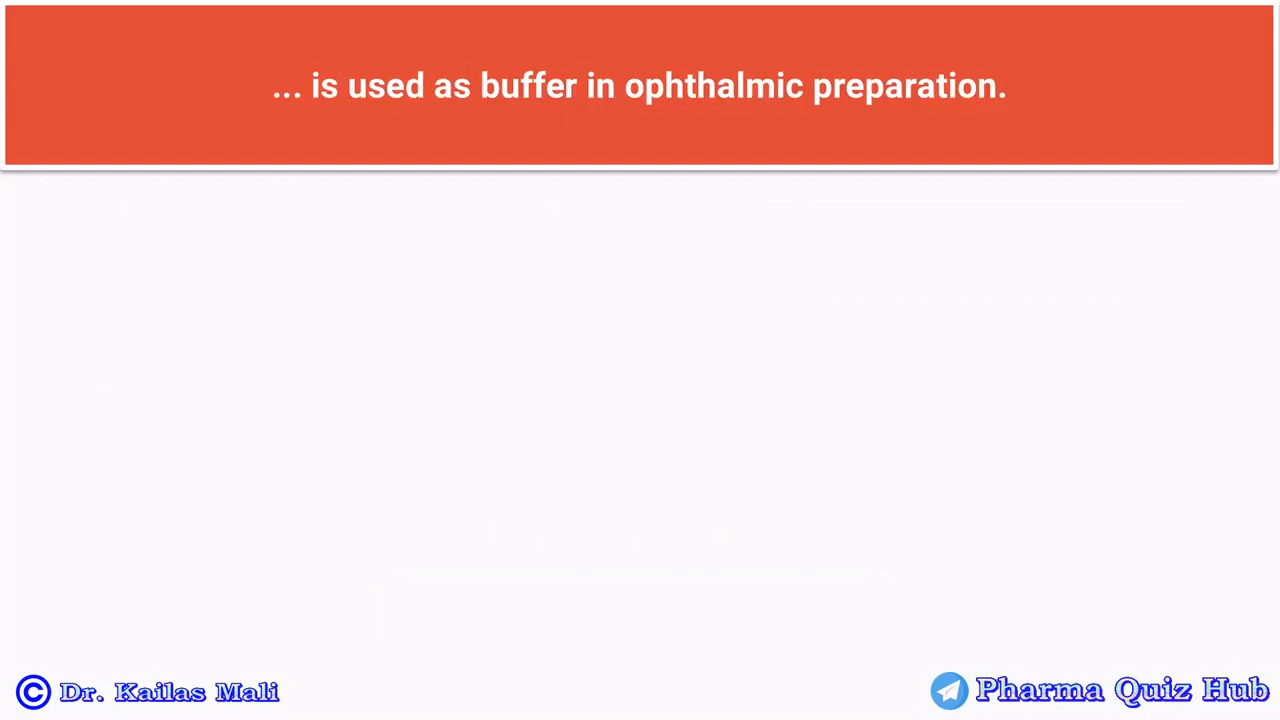 ... is used as buffer in ophthalmic preparation.
© Dr. Kailas Mali
Pharma Quiz Hub